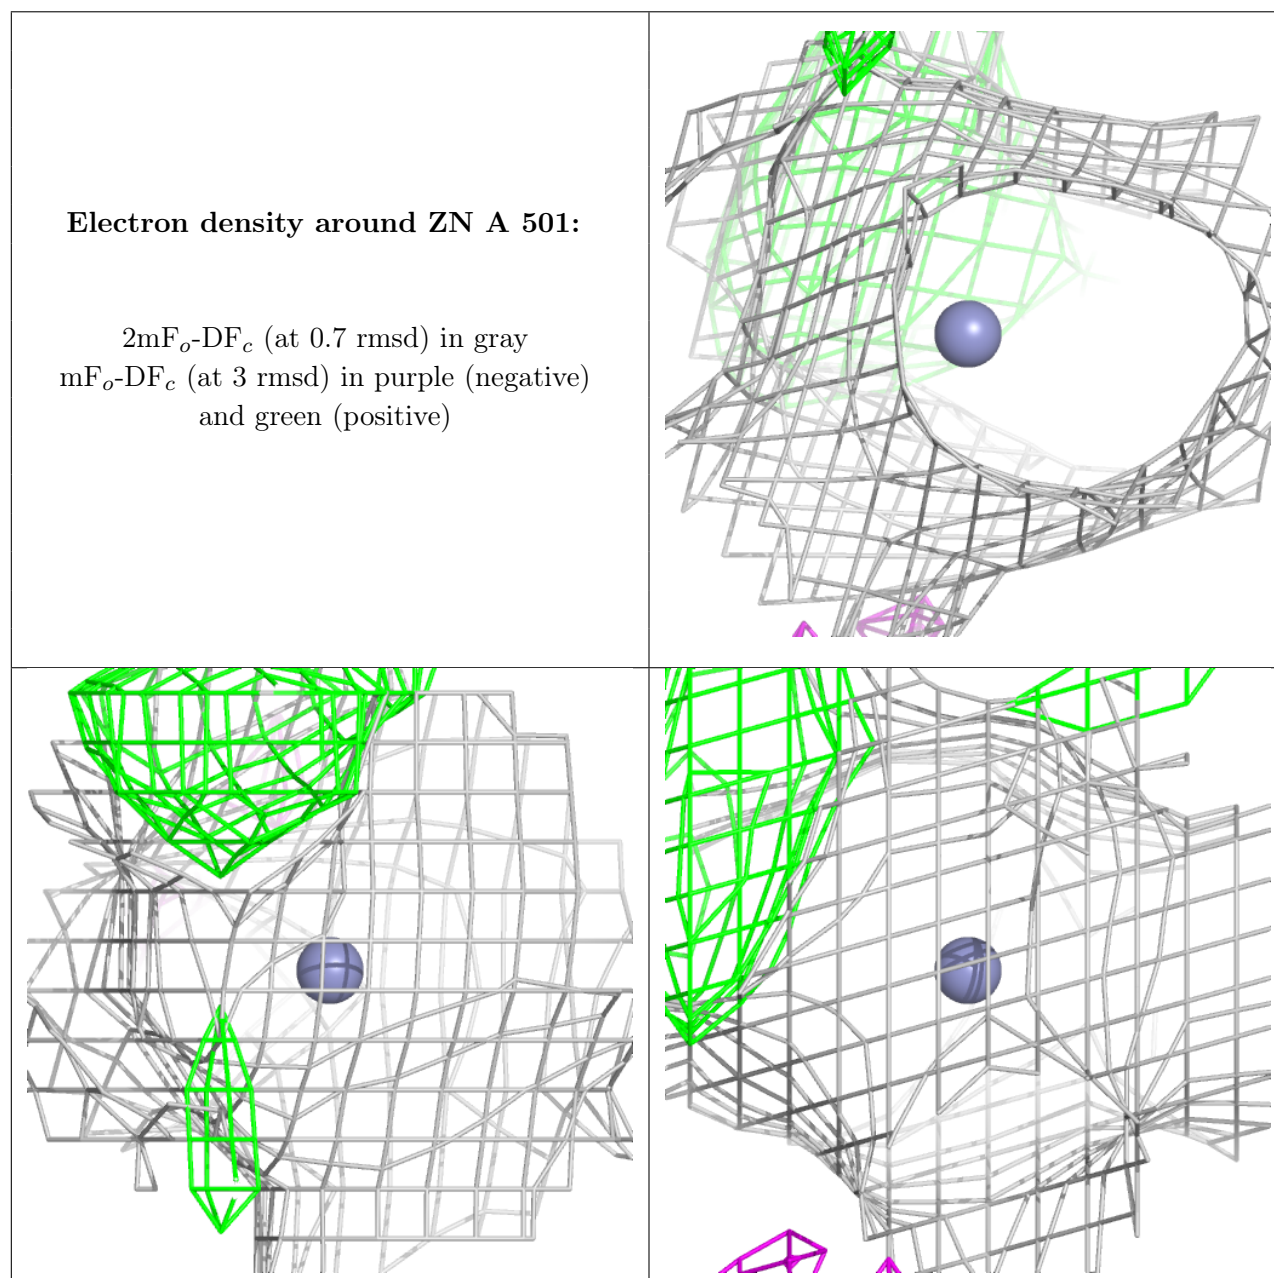 Electron density around ZN A 501:
2mFo-DFc (at 0.7 rmsd) in gray
mFo-DFc (at 3 rmsd) in purple (negative)
and green (positive)